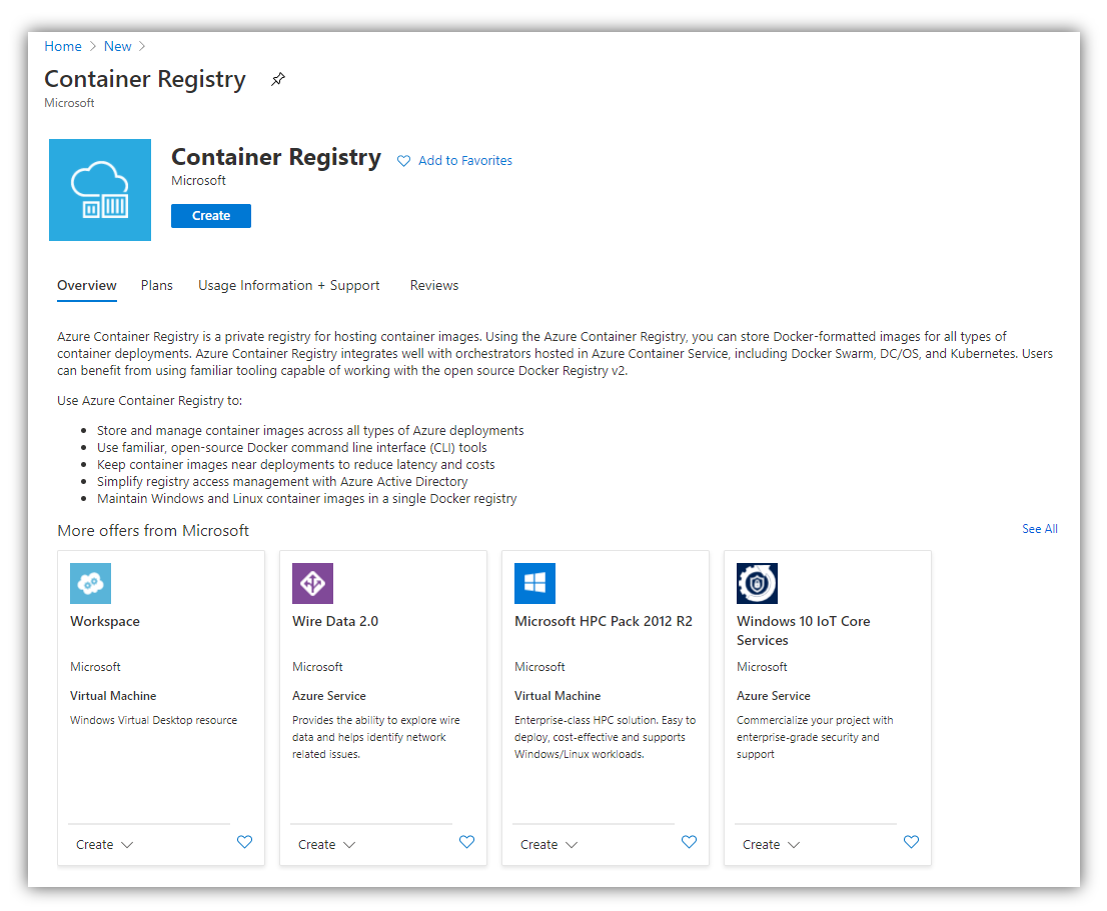 Home > New >
Container Registry
Microsoft
Container Registry
Add to Favorites
Microsoft
Create
Overview Plans Usage Information + Support Reviews
Azure Container Registry is a private registry for hosting container images. Using the Azure Container Registry, you can store Docker-formatted images for all types of
container deployments. Azure Container Registry integrates well with orchestrators hosted in Azure Container Service, including Docker Swarm, DC/OS, and Kubernetes. Users
can benefit from using familiar tooling capable of working with the open source Docker Registry v2.
Use Azure Container Registry to:
• Store and manage container images across all types of Azure deployments
• Use familiar, open-source Docker command line interface (CLI) tools
• Keep container images near deployments to reduce latency and costs
• Simplify registry access management with Azure Active Directory
• Maintain Windows and Linux container images in a single Docker registry
More offers from Microsoft
See All
Workspace
Microsoft
Virtual Machine
Windows Virtual Desktop resource
Create
Wire Data 2.0
Microsoft
Azure Service
Provides the ability to explore wire
data and helps identify network
related issues.
Create
Microsoft HPC Pack 2012 R2
Microsoft
Virtual Machine
Enterprise-class HPC solution. Easy to
deploy, cost-effective and supports
Windows/Linux workloads.
Create
Windows 10 IoT Core
Services
Microsoft
Azure Service
Commercialize your project with
enterprise-grade security and
support
Create